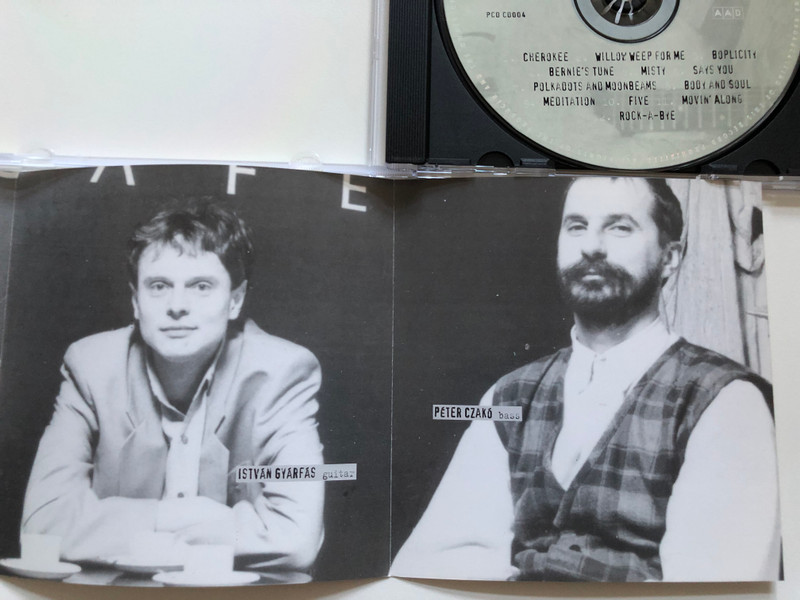 PCD CD004
AAD
CHEROKEE WILLOW WEEP FOR ME BOPLICITY
BERNIE'S TUNE MISTY SAYS YOU
POLKADOTS AND MOONBEAMS BODY AND SOUL
MEDITATION FIVE MOVIN' ALONG
ROCK-A-BYE
A F E
ISTVÁN GYÁRFÁS guitar
PÉTER CZAKÓ bass